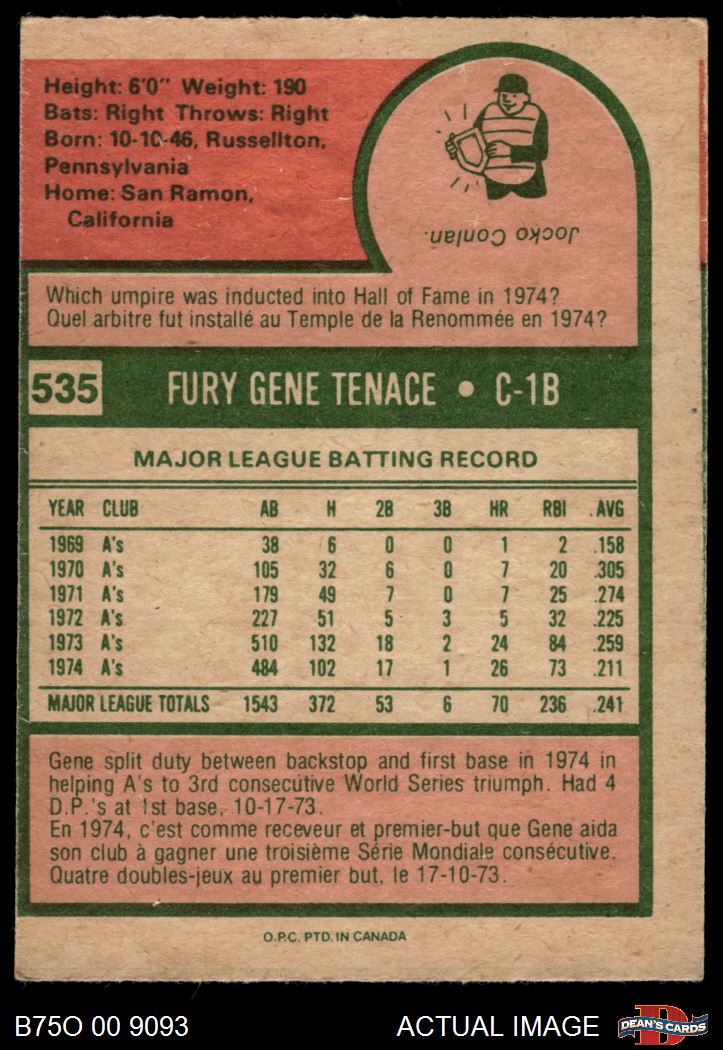 Height: 6'0" Weight: 190
Bats: Right Throws: Right
Born: 10-10-46, Russellton,
Pennsylvania
Home: San Ramon,
California
Jocko Conlan.
Which umpire was inducted into Hall of Fame in 1974?
Quel arbitre fut installé au Temple de la Renommée en 1974?
535 FURY GENE TENACE • C-1B
MAJOR LEAGUE BATTING RECORD
YEAR CLUB AB H 2B 3B HR RBI .AVG
1969 A's 38 6 0 0 1 2 .158
1970 A's 105 32 6 0 7 20 .305
1971 A's 179 49 7 0 7 25 .274
1972 A's 227 51 5 3 5 32 .225
1973 A's 510 132 18 2 24 84 .259
1974 A's 484 102 17 1 26 73 .211
MAJOR LEAGUE TOTALS 1543 372 53 6 70 236 .241
Gene split duty between backstop and first base in 1974 in
helping A's to 3rd consecutive World Series triumph. Had 4
D.P.'s at 1st base, 10-17-73.
En 1974, c'est comme receveur et premier-but que Gene aida
son club à gagner une troisième Série Mondiale consécutive.
Quatre doubles-jeux au premier but, le 17-10-73.
O.P.C. PTD. IN CANADA
B75O 00 9093 ACTUAL IMAGE
D
DEAN'S CARDS